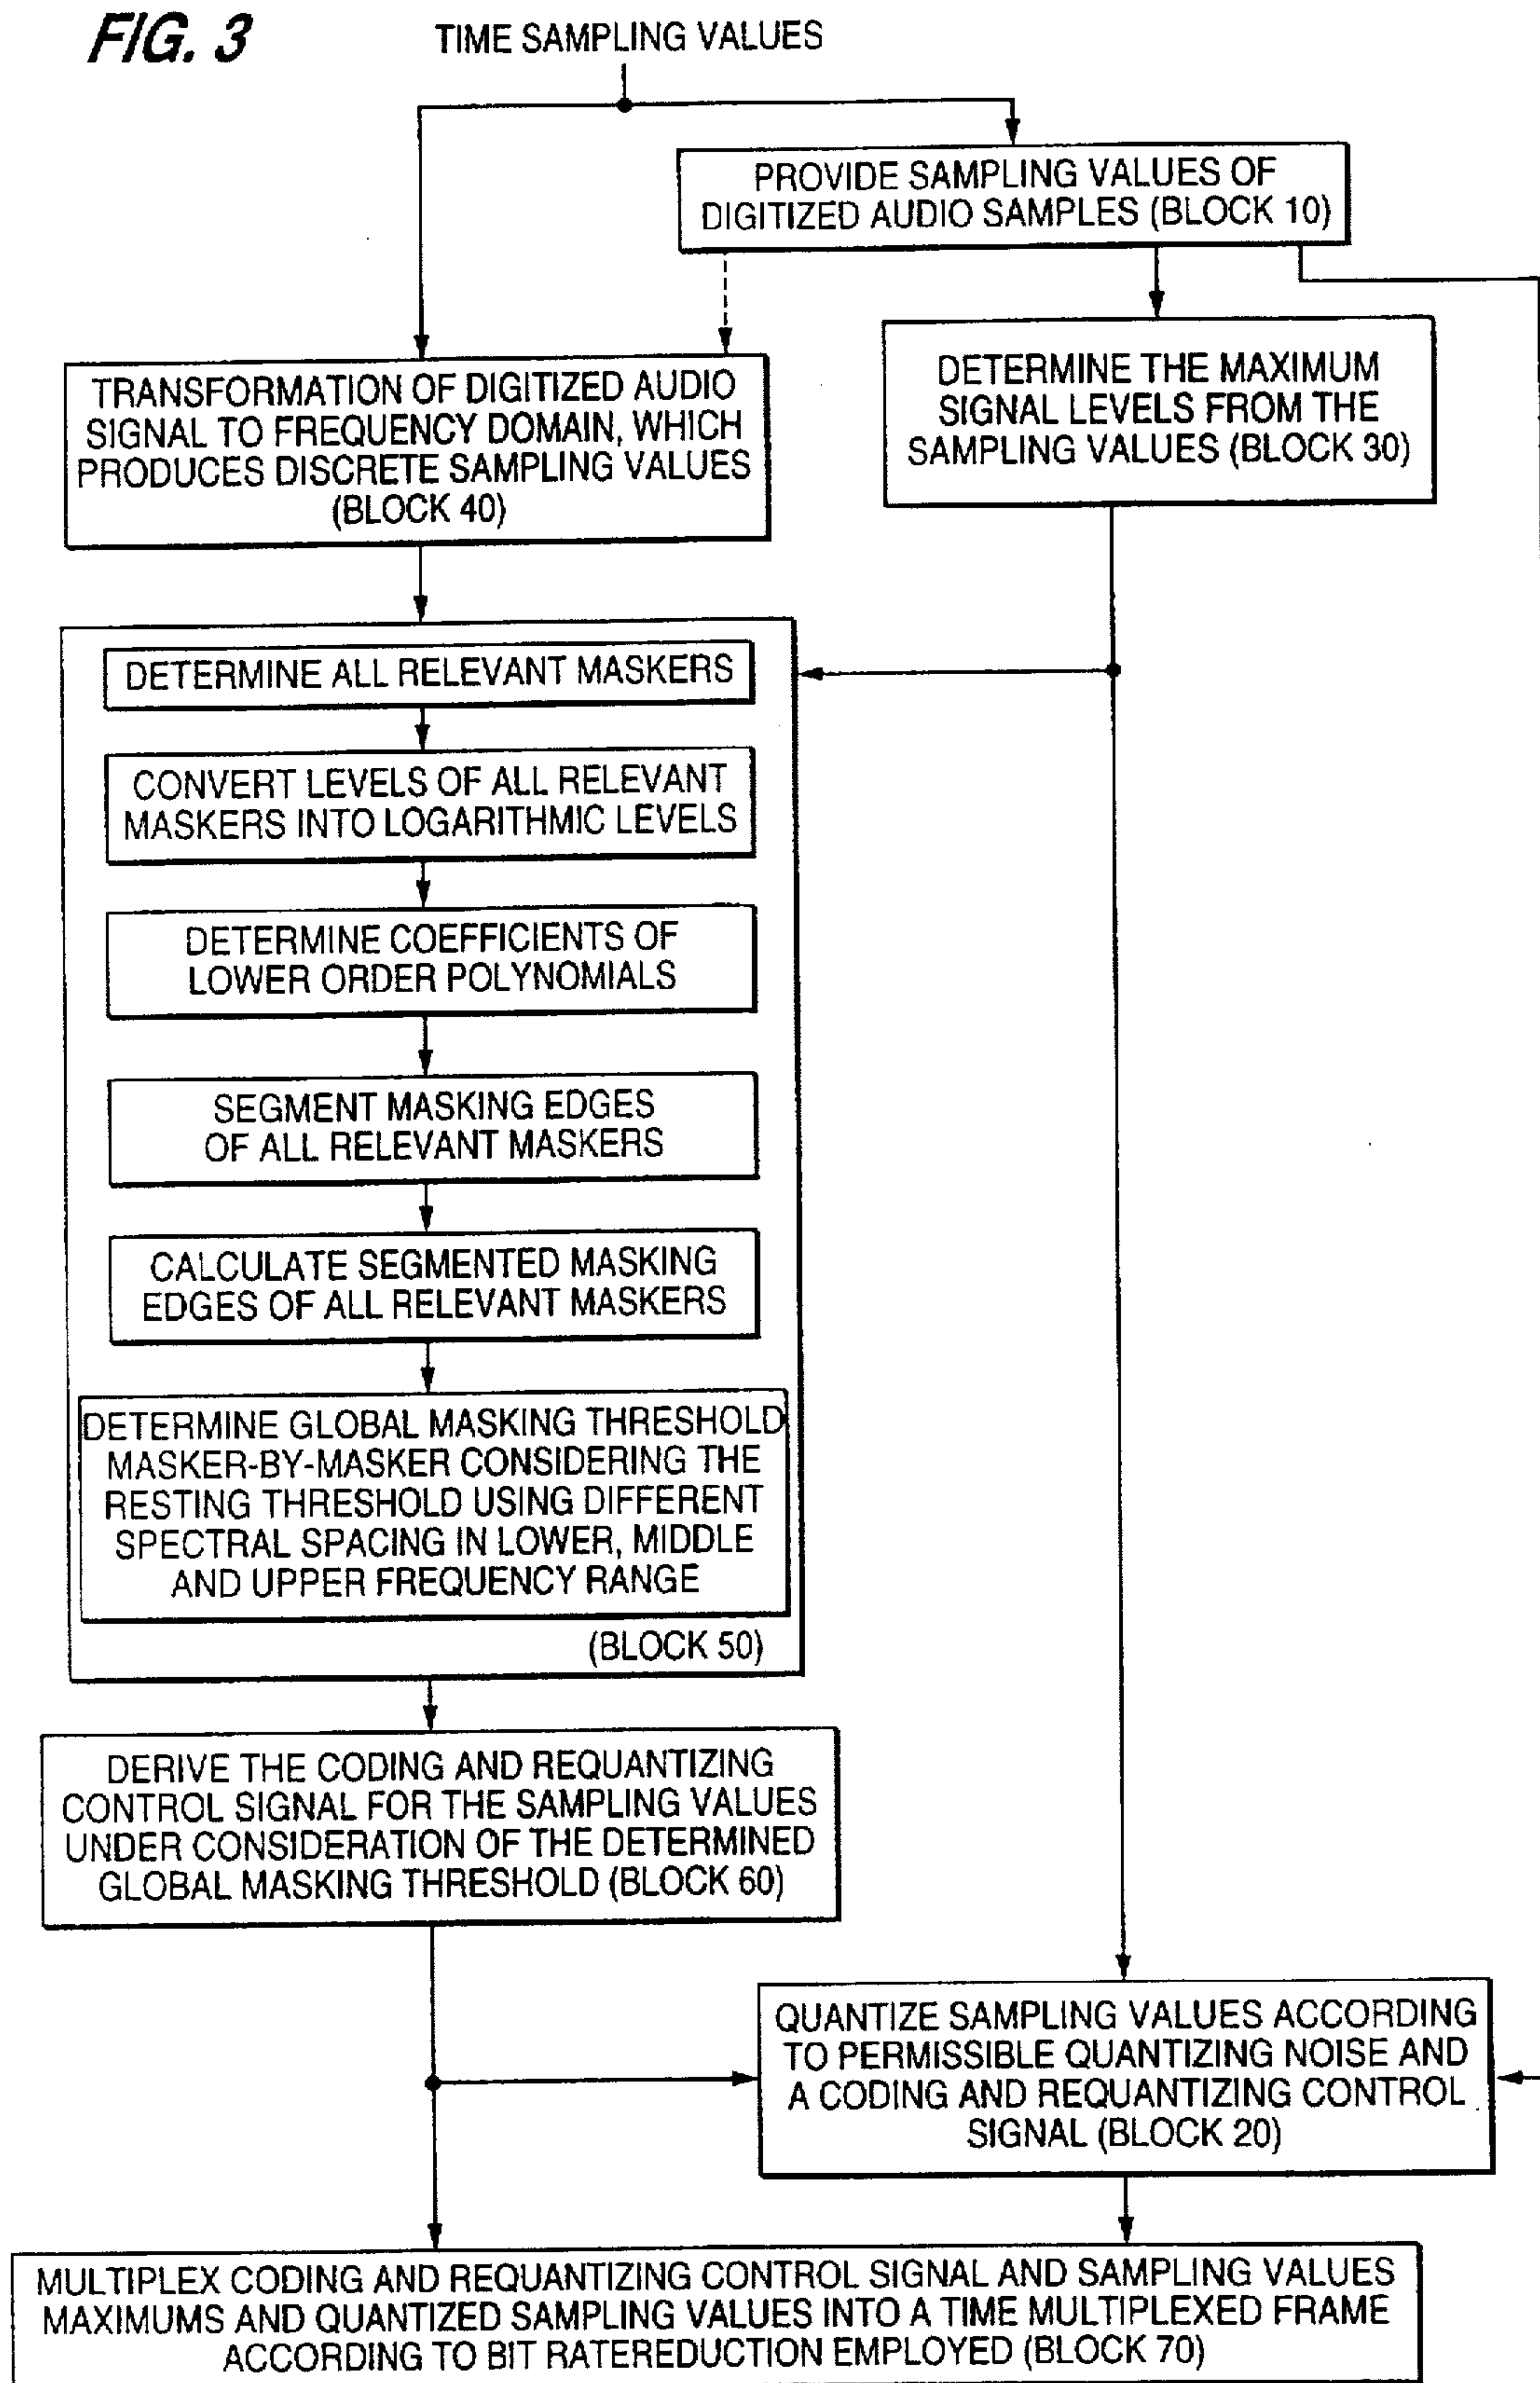 FIG. 3
TIME SAMPLING VALUES
PROVIDE SAMPLING VALUES OF
DIGITIZED AUDIO SAMPLES (BLOCK 10)
TRANSFORMATION OF DIGITIZED AUDIO
SIGNAL TO FREQUENCY DOMAIN, WHICH
PRODUCES DISCRETE SAMPLING VALUES
(BLOCK 40)
DETERMINE THE MAXIMUM
SIGNAL LEVELS FROM THE
SAMPLING VALUES (BLOCK 30)
DETERMINE ALL RELEVANT MASKERS
CONVERT LEVELS OF ALL RELEVANT
MASKERS INTO LOGARITHMIC LEVELS
DETERMINE COEFFICIENTS OF
LOWER ORDER POLYNOMIALS
SEGMENT MASKING EDGES
OF ALL RELEVANT MASKERS
CALCULATE SEGMENTED MASKING
EDGES OF ALL RELEVANT MASKERS
DETERMINE GLOBAL MASKING THRESHOLD
MASKER-BY-MASKER CONSIDERING THE
RESTING THRESHOLD USING DIFFERENT
SPECTRAL SPACING IN LOWER, MIDDLE
AND UPPER FREQUENCY RANGE
(BLOCK 50)
DERIVE THE CODING AND REQUANTIZING
CONTROL SIGNAL FOR THE SAMPLING VALUES
UNDER CONSIDERATION OF THE DETERMINED
GLOBAL MASKING THRESHOLD (BLOCK 60)
QUANTIZE SAMPLING VALUES ACCORDING
TO PERMISSIBLE QUANTIZING NOISE AND
A CODING AND REQUANTIZING CONTROL
SIGNAL (BLOCK 20)
MULTIPLEX CODING AND REQUANTIZING CONTROL SIGNAL AND SAMPLING VALUES
MAXIMUMS AND QUANTIZED SAMPLING VALUES INTO A TIME MULTIPLEXED FRAME
ACCORDING TO BIT RATEREDUCTION EMPLOYED (BLOCK 70)